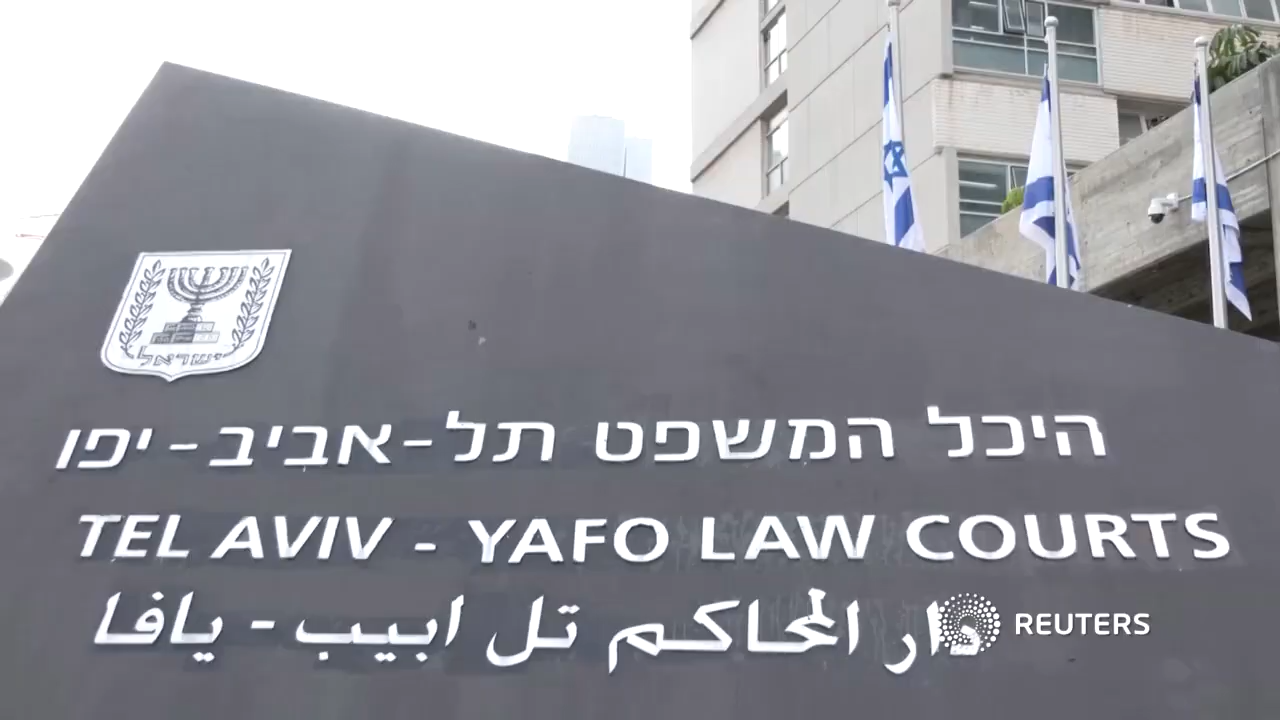 ישראל
היכל המשפט תל-אביב-יפו
TEL AVIV - YAFO LAW COURTS
دار المحاكم تل ابيب - يافا
REUTERS